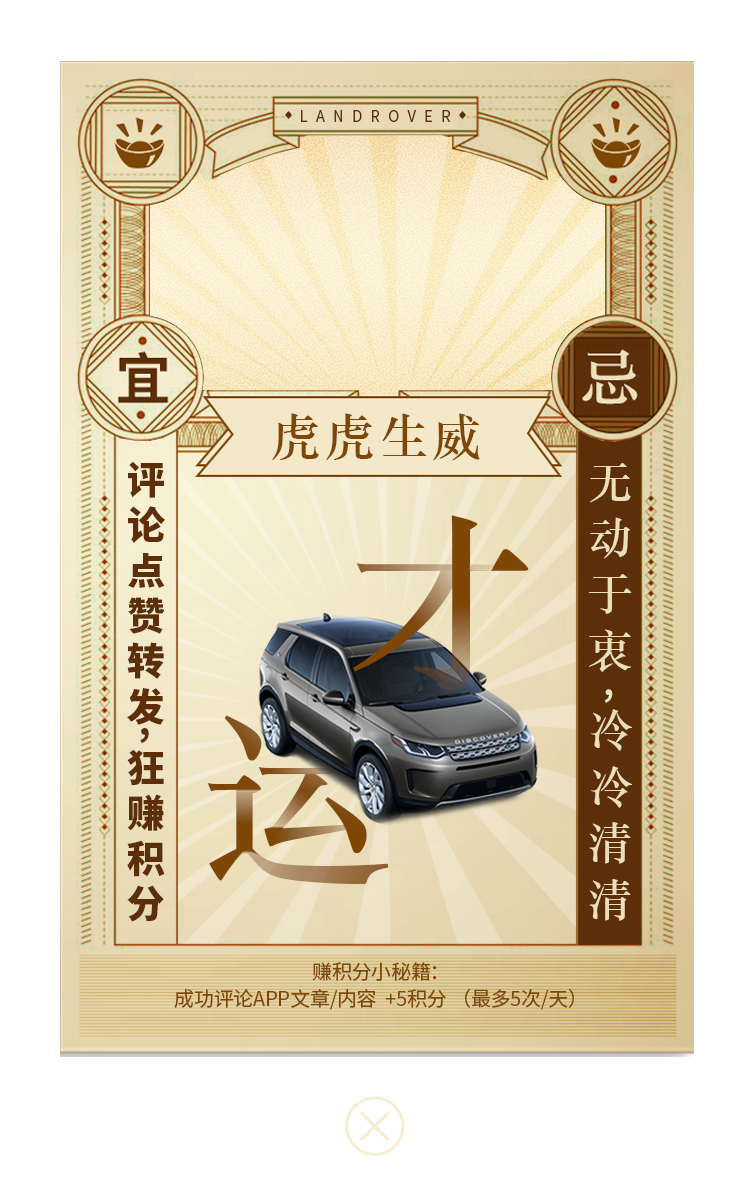 LANDROVER
宜
忌
虎虎生威
评论点赞转发,狂赚积分
无动于衷,冷冷清清
才
运
DISCOVERY
赚积分小秘籍：
成功评论APP文章/内容 +5积分 （最多5次/天）